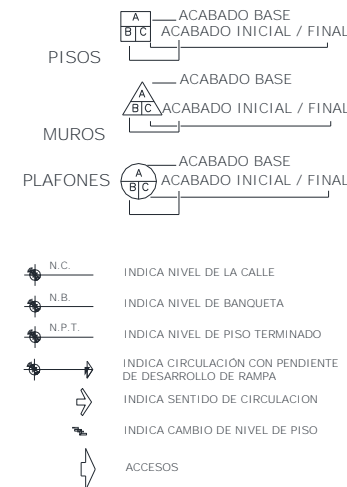 A
B C
ACABADO BASE
ACABADO INICIAL / FINAL
PISOS
A
B C
ACABADO BASE
ACABADO INICIAL / FINAL
MUROS
PLAFONES
A
B C
ACABADO BASE
ACABADO INICIAL / FINAL
N.C. INDICA NIVEL DE LA CALLE
N.B. INDICA NIVEL DE BANQUETA
N.P.T. INDICA NIVEL DE PISO TERMINADO
INDICA CIRCULACIÓN CON PENDIENTE
DE DESARROLLO DE RAMPA
INDICA SENTIDO DE CIRCULACION
INDICA CAMBIO DE NIVEL DE PISO
ACCESOS